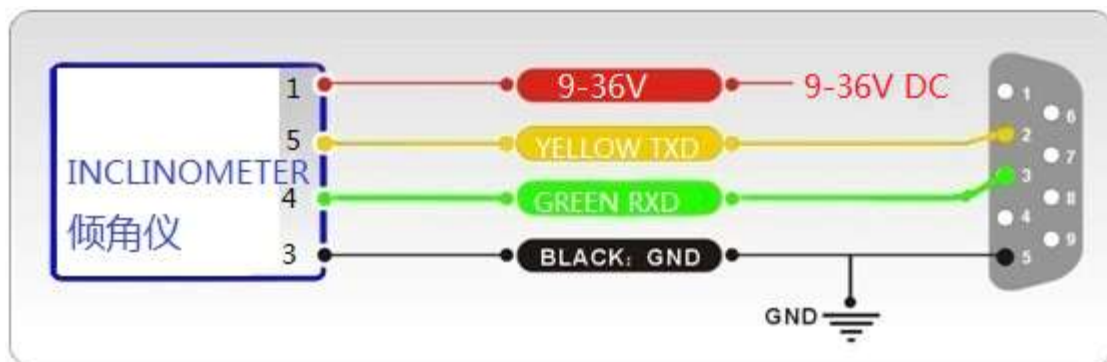 1
9-36V
9-36V DC
5
YELLOW TXD
INCLINOMETER
倾角仪
4
GREEN RXD
3
BLACK: GND
GND
1
2
3
4
5
6
7
8
9